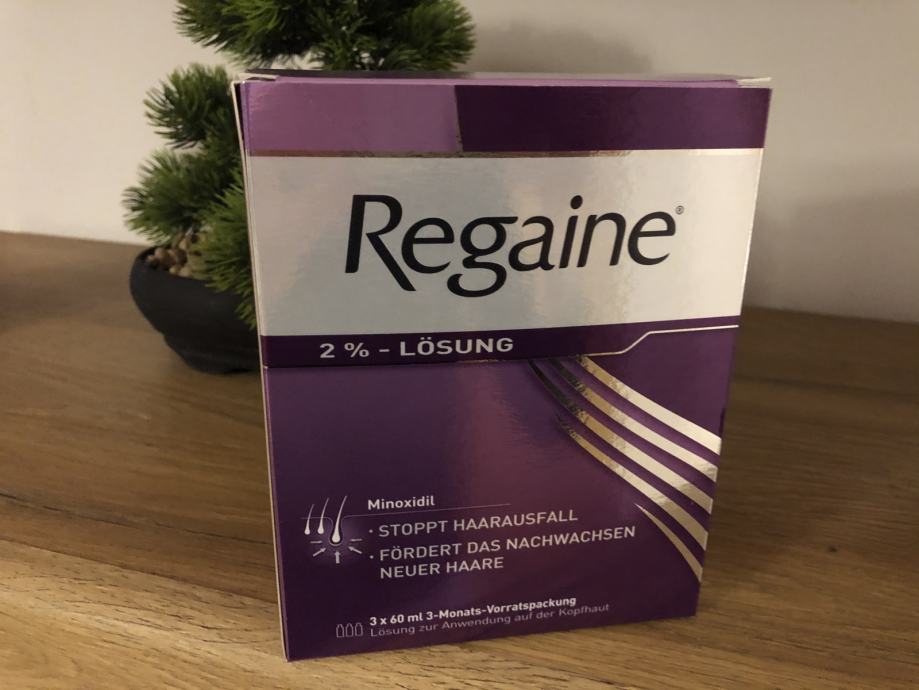 Regaine®
2 % - LÖSUNG
Minoxidil
· STOPPT HAARAUSFALL
· FÖRDERT DAS NACHWACHSEN
NEUER HAARE
3 x 60 ml 3-Monats-Vorratspackung
Lösung zur Anwendung auf der Kopfhaut